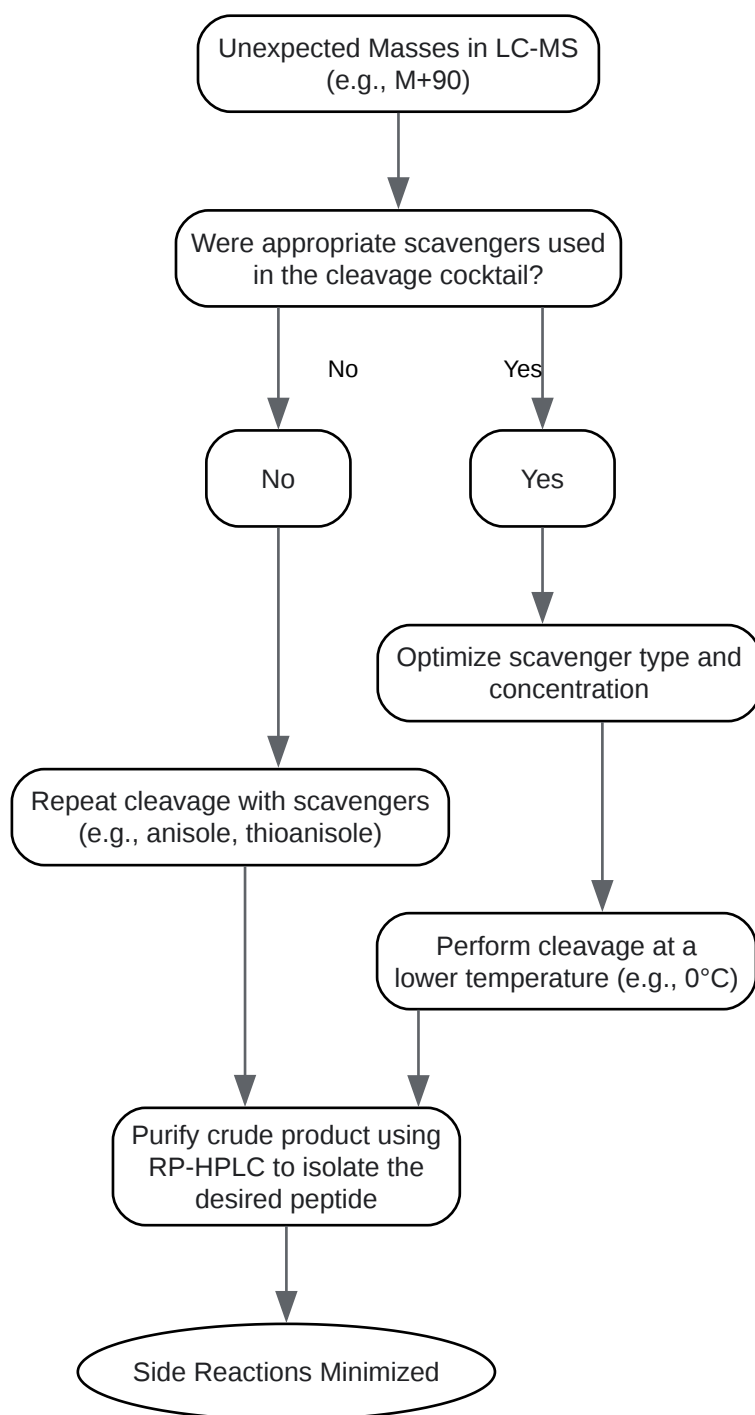 Unexpected Masses in LC-MS
(e.g., M+90)
Were appropriate scavengers used
in the cleavage cocktail?
No
Yes
No
Yes
Optimize scavenger type and
concentration
Repeat cleavage with scavengers
(e.g., anisole, thioanisole)
Perform cleavage at a
lower temperature (e.g., 0°C)
Purify crude product using
RP-HPLC to isolate the
desired peptide
Side Reactions Minimized